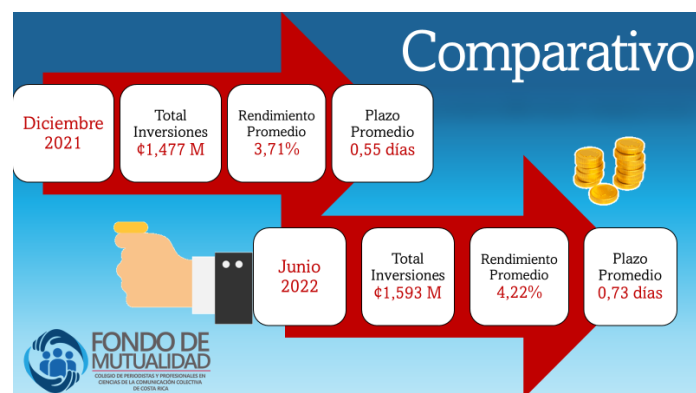 Comparativo
Diciembre
2021
Total
Inversiones
¢1,477 M
Rendimiento
Promedio
3,71%
Plazo
Promedio
0,55 días
Junio
2022
Total
Inversiones
¢1,593 M
Rendimiento
Promedio
4,22%
Plazo
Promedio
0,73 días
FONDO DE
MUTUALIDAD
COLEGIO DE PERIODISTAS Y PROFESIONALES EN
CIENCIAS DE LA COMUNICACIÓN COLECTIVA
DE COSTA RICA